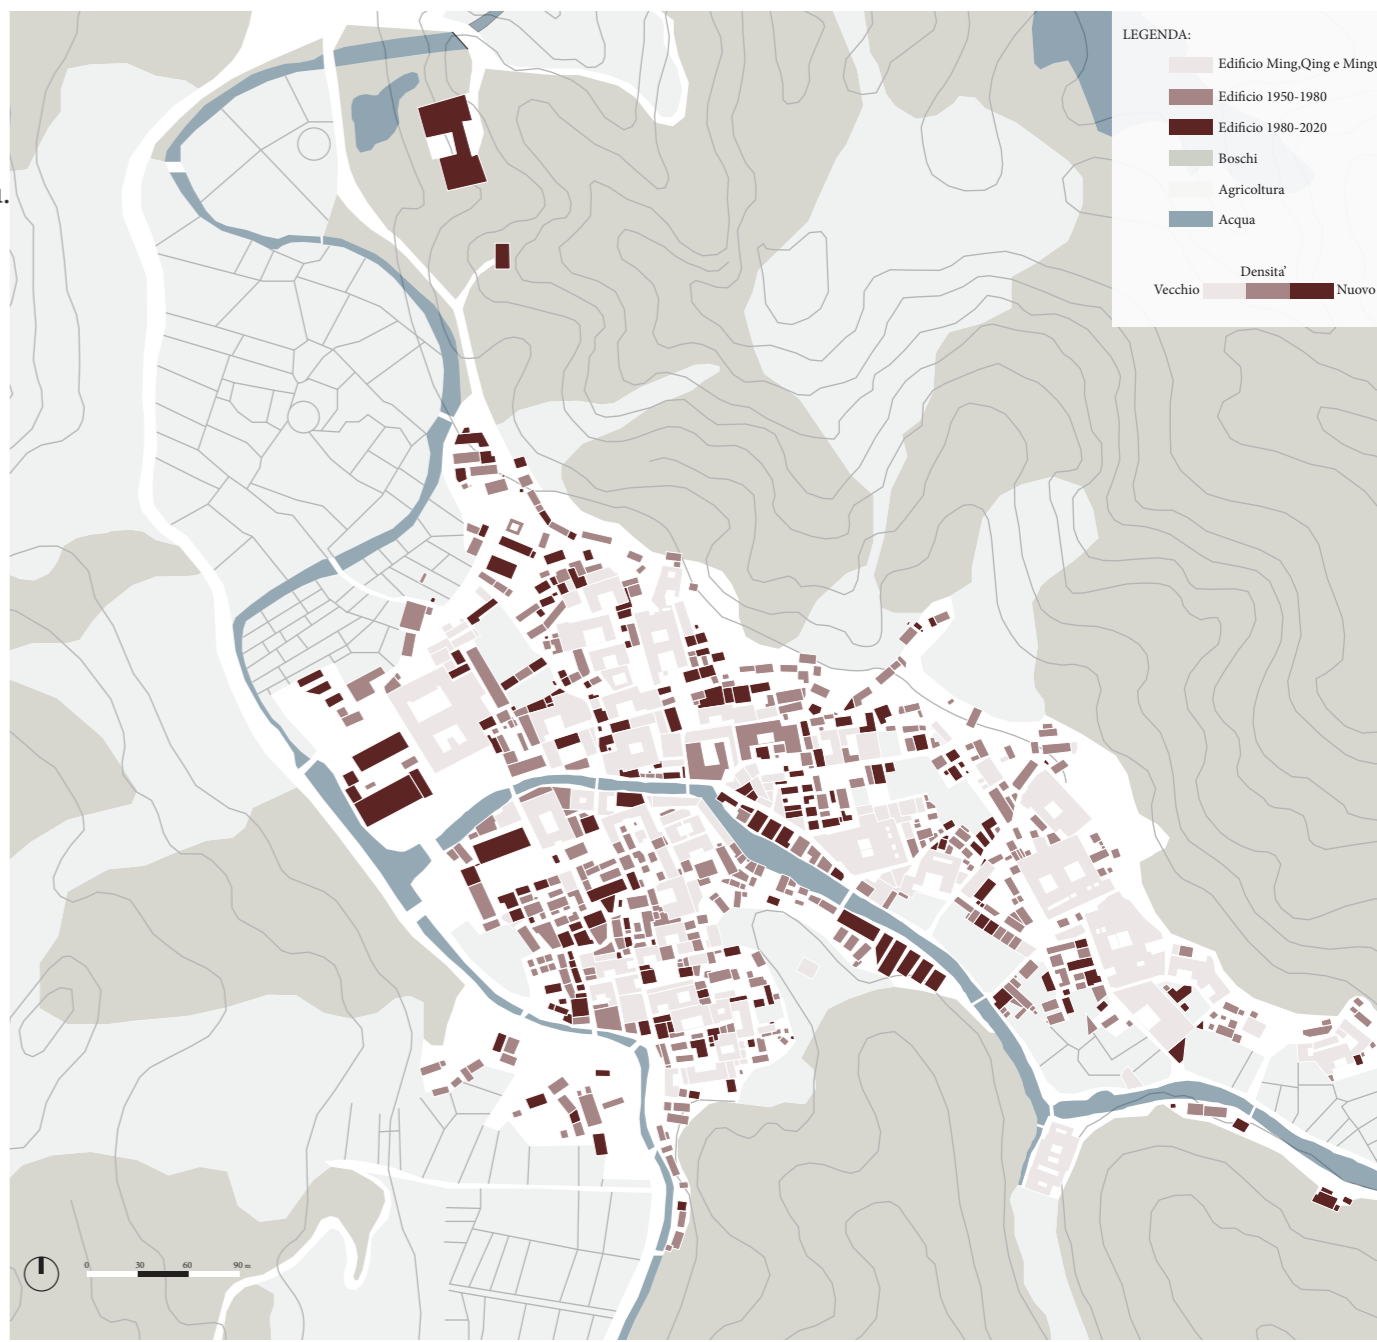 LEGENDA:
Edificio Ming,Qing e Mingu
Edificio 1950-1980
Edificio 1980-2020
Boschi
Agricoltura
Acqua
Densita'
Vecchio Nuovo
0 30 60 90 m